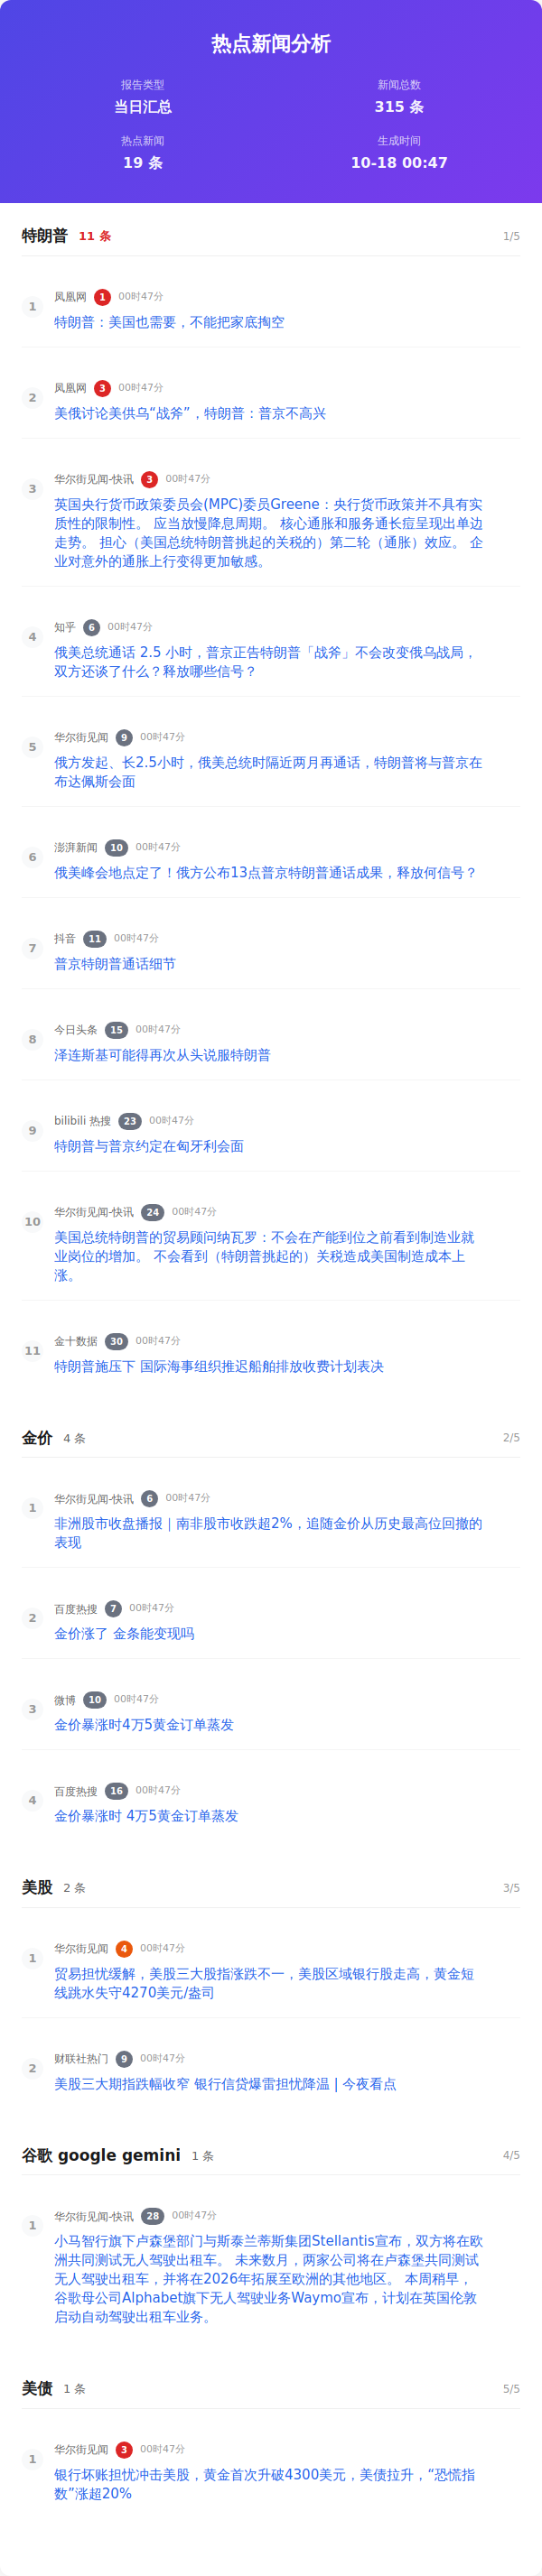 热点新闻分析
报告类型
当日汇总
新闻总数
315 条
热点新闻
19 条
生成时间
10-18 00:47
特朗普 11 条 1/5
1 凤凰网 1 00时47分
特朗普：美国也需要，不能把家底掏空
2 凤凰网 3 00时47分
美俄讨论美供乌“战斧”，特朗普：普京不高兴
3 华尔街见闻-快讯 3 00时47分
英国央行货币政策委员会(MPC)委员Greene：央行货币政策并不具有实
质性的限制性。 应当放慢降息周期。 核心通胀和服务通长痘呈现出单边
走势。 担心（美国总统特朗普挑起的关税的）第二轮（通胀）效应。 企
业对意外的通胀上行变得更加敏感。
4 知乎 6 00时47分
俄美总统通话 2.5 小时，普京正告特朗普「战斧」不会改变俄乌战局，
双方还谈了什么？释放哪些信号？
5 华尔街见闻 9 00时47分
俄方发起、长2.5小时，俄美总统时隔近两月再通话，特朗普将与普京在
布达佩斯会面
6 澎湃新闻 10 00时47分
俄美峰会地点定了！俄方公布13点普京特朗普通话成果，释放何信号？
7 抖音 11 00时47分
普京特朗普通话细节
8 今日头条 15 00时47分
泽连斯基可能得再次从头说服特朗普
9 bilibili 热搜 23 00时47分
特朗普与普京约定在匈牙利会面
10 华尔街见闻-快讯 24 00时47分
美国总统特朗普的贸易顾问纳瓦罗：不会在产能到位之前看到制造业就
业岗位的增加。 不会看到（特朗普挑起的）关税造成美国制造成本上
涨。
11 金十数据 30 00时47分
特朗普施压下 国际海事组织推迟船舶排放收费计划表决
金价 4 条 2/5
1 华尔街见闻-快讯 6 00时47分
非洲股市收盘播报｜南非股市收跌超2%，追随金价从历史最高位回撤的
表现
2 百度热搜 7 00时47分
金价涨了 金条能变现吗
3 微博 10 00时47分
金价暴涨时4万5黄金订单蒸发
4 百度热搜 16 00时47分
金价暴涨时 4万5黄金订单蒸发
美股 2 条 3/5
1 华尔街见闻 4 00时47分
贸易担忧缓解，美股三大股指涨跌不一，美股区域银行股走高，黄金短
线跳水失守4270美元/盎司
2 财联社热门 9 00时47分
美股三大期指跌幅收窄 银行信贷爆雷担忧降温 | 今夜看点
谷歌 google gemini 1 条 4/5
1 华尔街见闻-快讯 28 00时47分
小马智行旗下卢森堡部门与斯泰兰蒂斯集团Stellantis宣布，双方将在欧
洲共同测试无人驾驶出租车。 未来数月，两家公司将在卢森堡共同测试
无人驾驶出租车，并将在2026年拓展至欧洲的其他地区。 本周稍早，
谷歌母公司Alphabet旗下无人驾驶业务Waymo宣布，计划在英国伦敦
启动自动驾驶出租车业务。
美债 1 条 5/5
1 华尔街见闻 3 00时47分
银行坏账担忧冲击美股，黄金首次升破4300美元，美债拉升，“恐慌指
数”涨超20%